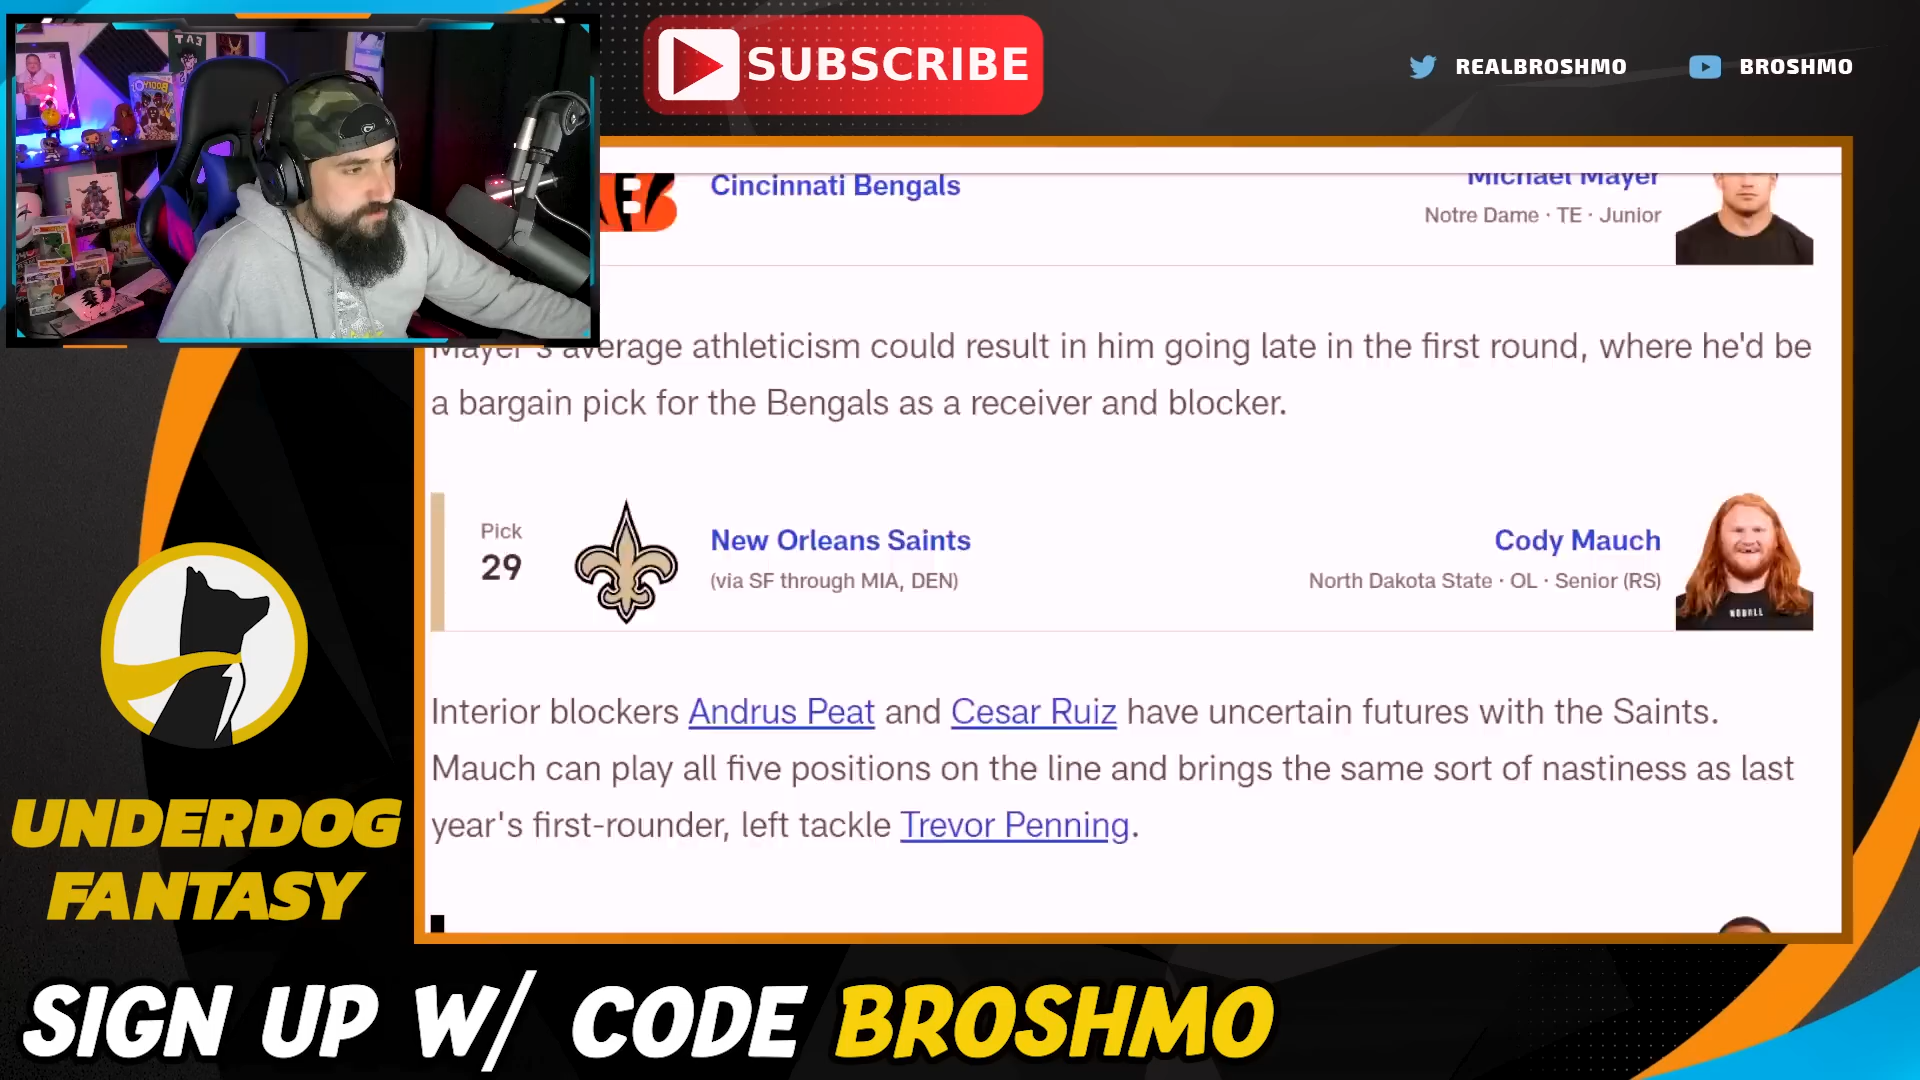 SUBSCRIBE
REALBROSHMO
BROSHMO
Cincinnati Bengals
Michael Mayer
Notre Dame · TE · Junior
Mayer's average athleticism could result in him going late in the first round, where he'd be
a bargain pick for the Bengals as a receiver and blocker.
Pick
29
New Orleans Saints
(via SF through MIA, DEN)
Cody Mauch
North Dakota State · OL · Senior (RS)
NOBULL
Interior blockers Andrus Peat and Cesar Ruiz have uncertain futures with the Saints.
Mauch can play all five positions on the line and brings the same sort of nastiness as last
year's first-rounder, left tackle Trevor Penning.
UNDERDOG
FANTASY
SIGN UP W/ CODE BROSHMO